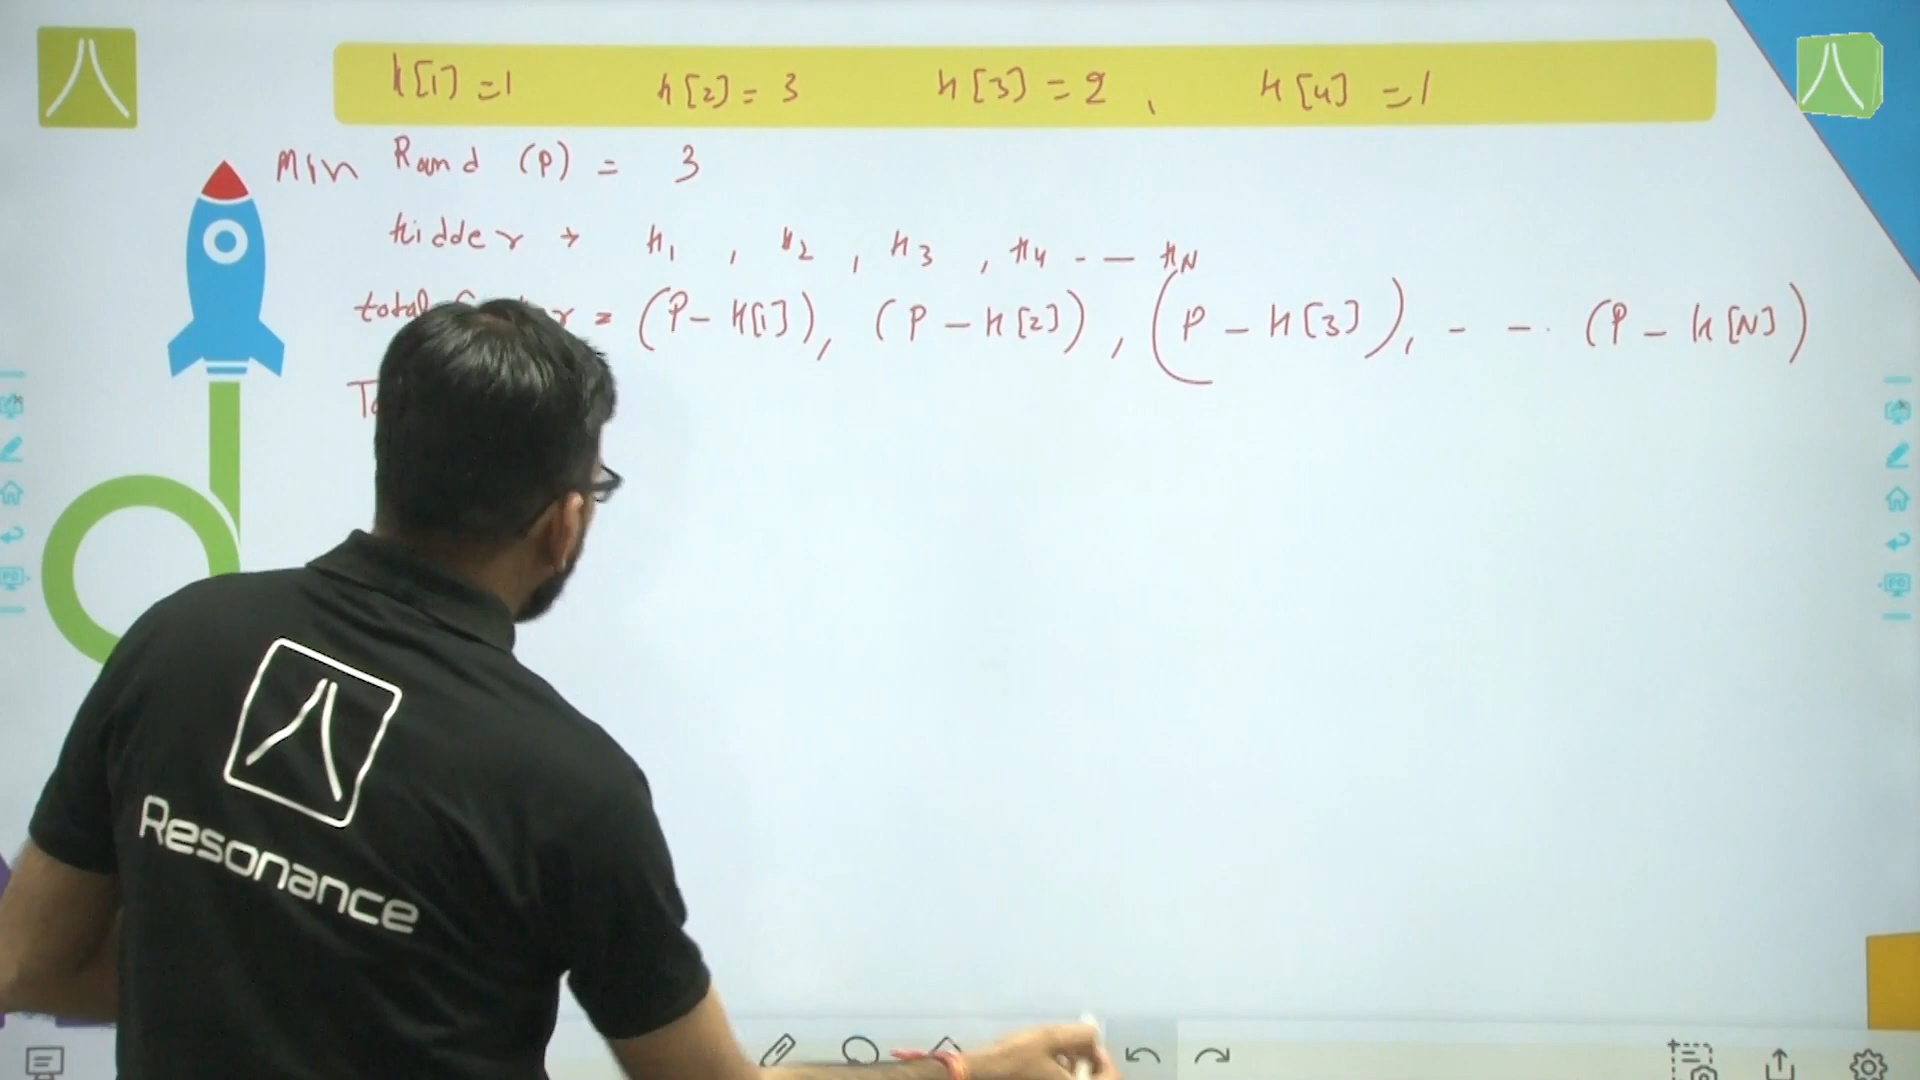 H[1] = 1 H[2] = 3 H[3] = 2 , H[4] = 1
Min Round (P) = 3
hidder → H1 , H2 , H3 , H4 - - HN
total = (P - H[1]), (P - H[2]), (P - H[3]), - - . (P - H[N])
Resonance